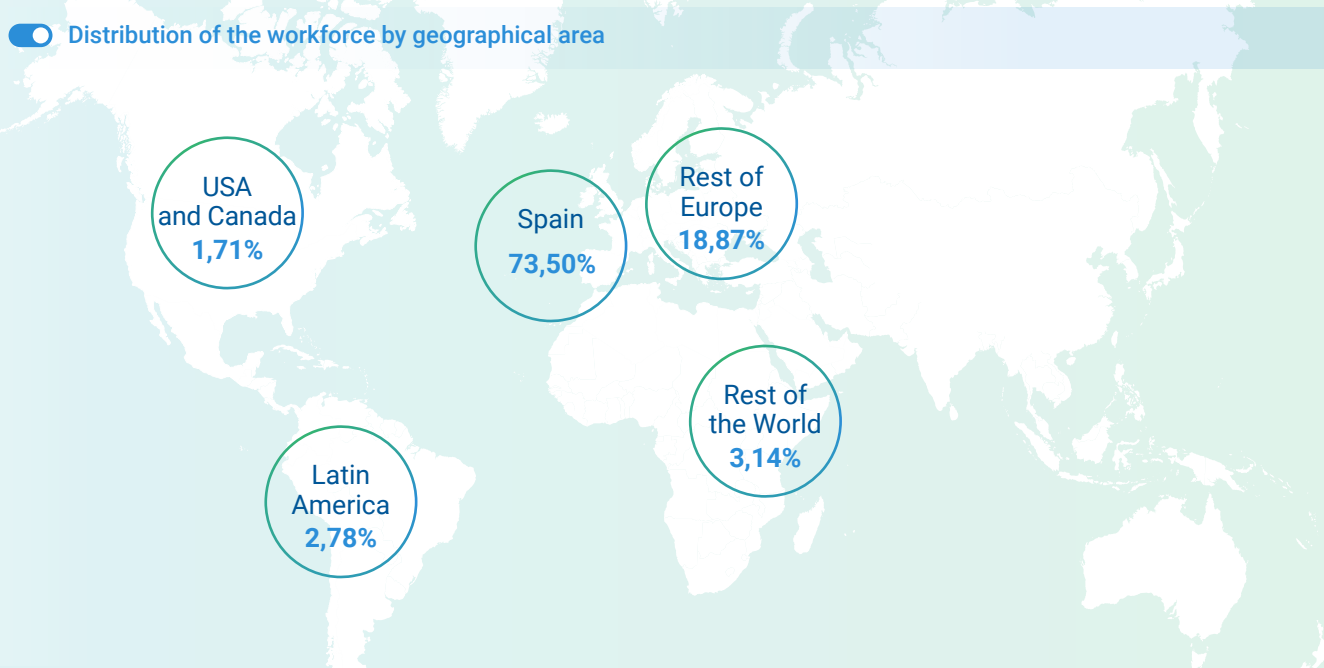 Distribution of the workforce by geographical area
USA
and Canada
1,71%
Spain
73,50%
Rest of
Europe
18,87%
Rest of
the World
3,14%
Latin
America
2,78%